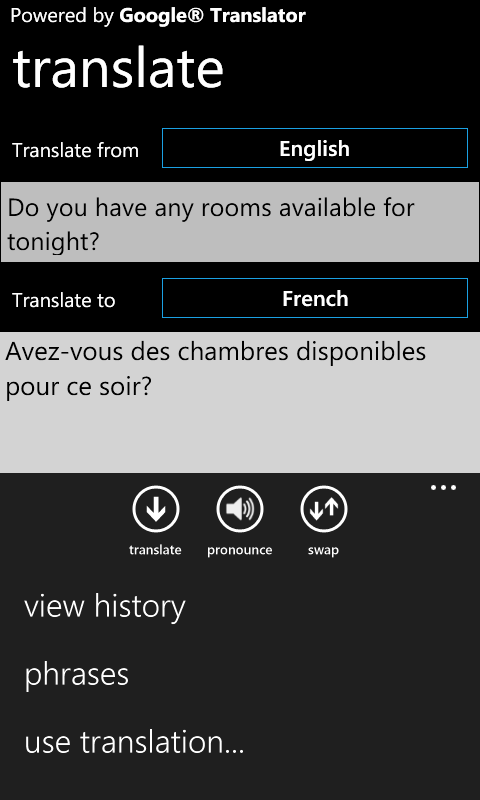 Powered by Google® Translator
translate
Translate from English
Do you have any rooms available for
tonight?
Translate to French
Avez-vous des chambres disponibles
pour ce soir?
...
translate pronounce swap
view history
phrases
use translation...